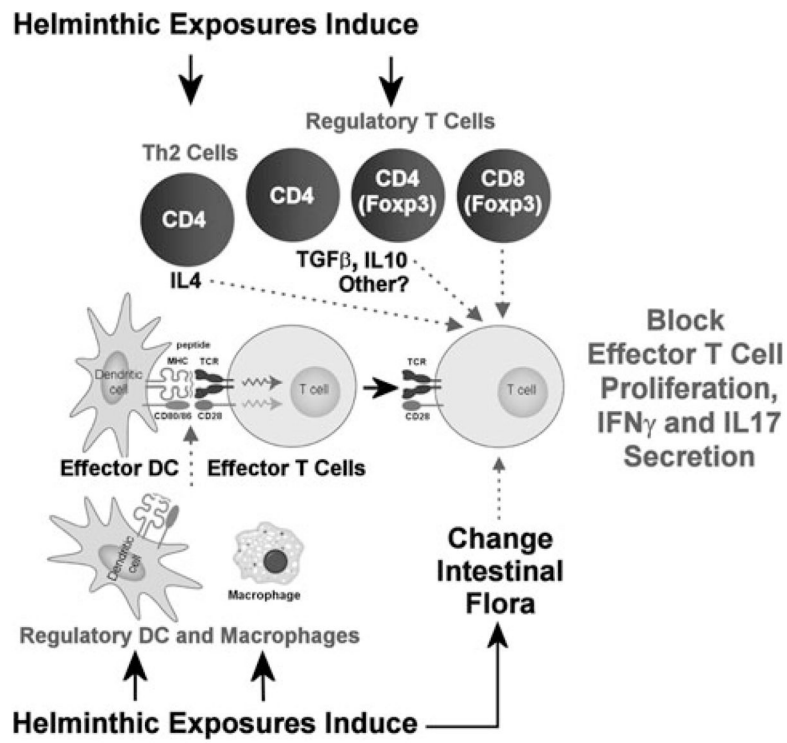 Helminthic Exposures Induce
Regulatory T Cells
Th2 Cells
CD4
CD4
CD4
(Foxp3)
CD8
(Foxp3)
IL4
TGFβ, IL10
Other?
Dendritic
cell
peptide
MHC
TCR
CD80/86
CD28
T cell
TCR
CD28
T cell
Effector DC
Effector T Cells
Block
Effector T Cell
Proliferation,
IFNγ and IL17
Secretion
Dendritic
cell
Macrophage
Regulatory DC and Macrophages
Change
Intestinal
Flora
Helminthic Exposures Induce